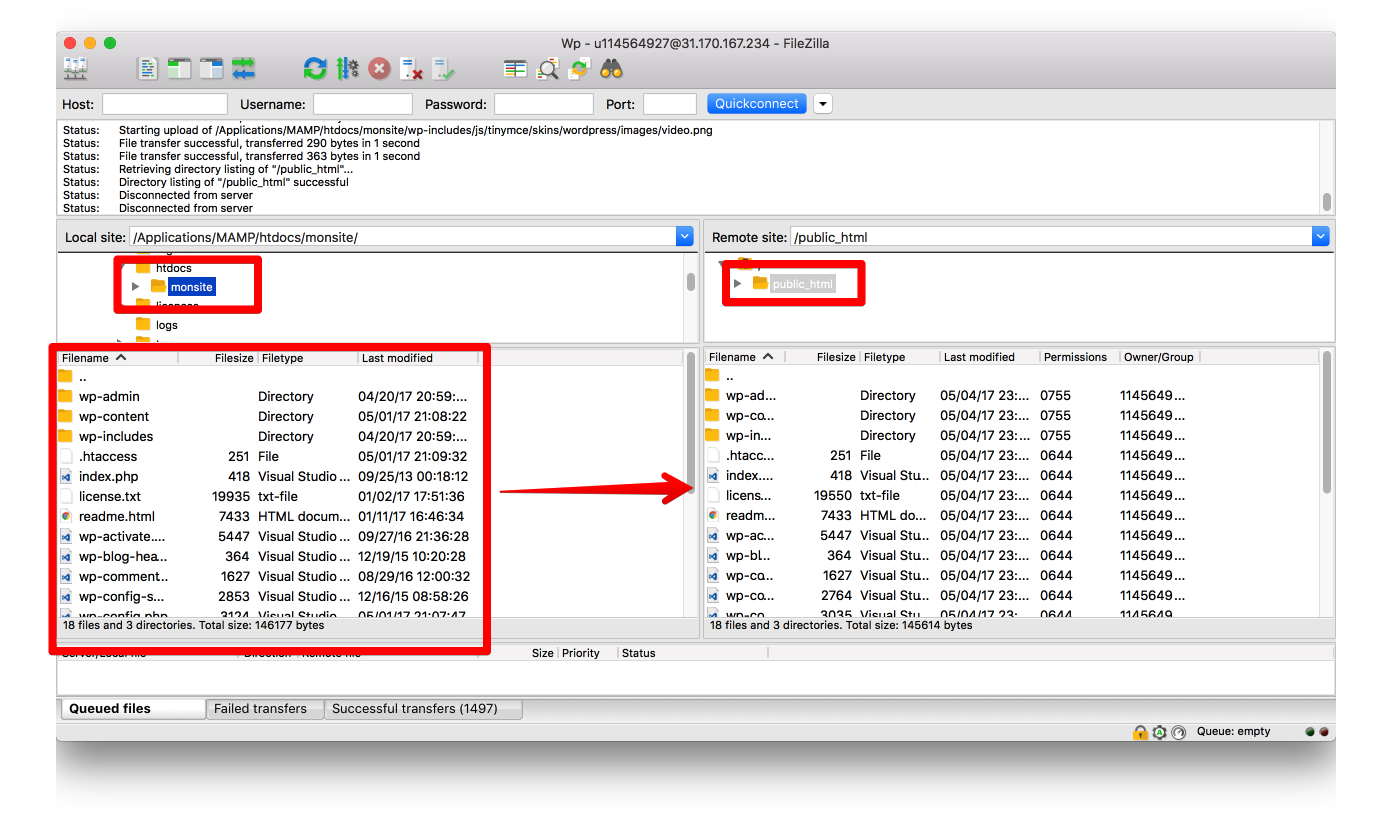 Wp - u114564927@31.170.167.234 - FileZilla
Host: Username: Password: Port: Quickconnect
Status: Starting upload of /Applications/MAMP/htdocs/monsite/wp-includes/js/tinymce/skins/wordpress/images/video.png
Status: File transfer successful, transferred 290 bytes in 1 second
Status: File transfer successful, transferred 363 bytes in 1 second
Status: Retrieving directory listing of "/public_html"...
Status: Directory listing of "/public_html" successful
Status: Disconnected from server
Status: Disconnected from server
Local site: /Applications/MAMP/htdocs/monsite/
htdocs
monsite
licences
logs
Remote site: /public_html
/
public_html
Filename Filesize Filetype Last modified
..
wp-admin Directory 04/20/17 20:59:...
wp-content Directory 05/01/17 21:08:22
wp-includes Directory 04/20/17 20:59:...
.htaccess 251 File 05/01/17 21:09:32
index.php 418 Visual Studio ... 09/25/13 00:18:12
license.txt 19935 txt-file 01/02/17 17:51:36
readme.html 7433 HTML docum... 01/11/17 16:46:34
wp-activate.... 5447 Visual Studio ... 09/27/16 21:36:28
wp-blog-hea... 364 Visual Studio ... 12/19/15 10:20:28
wp-comment... 1627 Visual Studio ... 08/29/16 12:00:32
wp-config-s... 2853 Visual Studio ... 12/16/15 08:58:26
wp-config.php 3124 Visual Studio 05/01/17 21:07:47
18 files and 3 directories. Total size: 146177 bytes
Filename Filesize Filetype Last modified Permissions Owner/Group
..
wp-ad... Directory 05/04/17 23:... 0755 1145649...
wp-co... Directory 05/04/17 23:... 0755 1145649...
wp-in... Directory 05/04/17 23:... 0755 1145649...
.htacc... 251 File 05/04/17 23:... 0644 1145649...
index.... 418 Visual Stu... 05/04/17 23:... 0644 1145649...
licens... 19550 txt-file 05/04/17 23:... 0644 1145649...
readm... 7433 HTML do... 05/04/17 23:... 0644 1145649...
wp-ac... 5447 Visual Stu... 05/04/17 23:... 0644 1145649...
wp-bl... 364 Visual Stu... 05/04/17 23:... 0644 1145649...
wp-co... 1627 Visual Stu... 05/04/17 23:... 0644 1145649...
wp-co... 2764 Visual Stu... 05/04/17 23:... 0644 1145649...
wp-co 3035 Visual Stu 05/04/17 23: 0644 1145649
18 files and 3 directories. Total size: 145614 bytes
Server/Local file Direction Remote file Size Priority Status
Queued files Failed transfers Successful transfers (1497)
Queue: empty